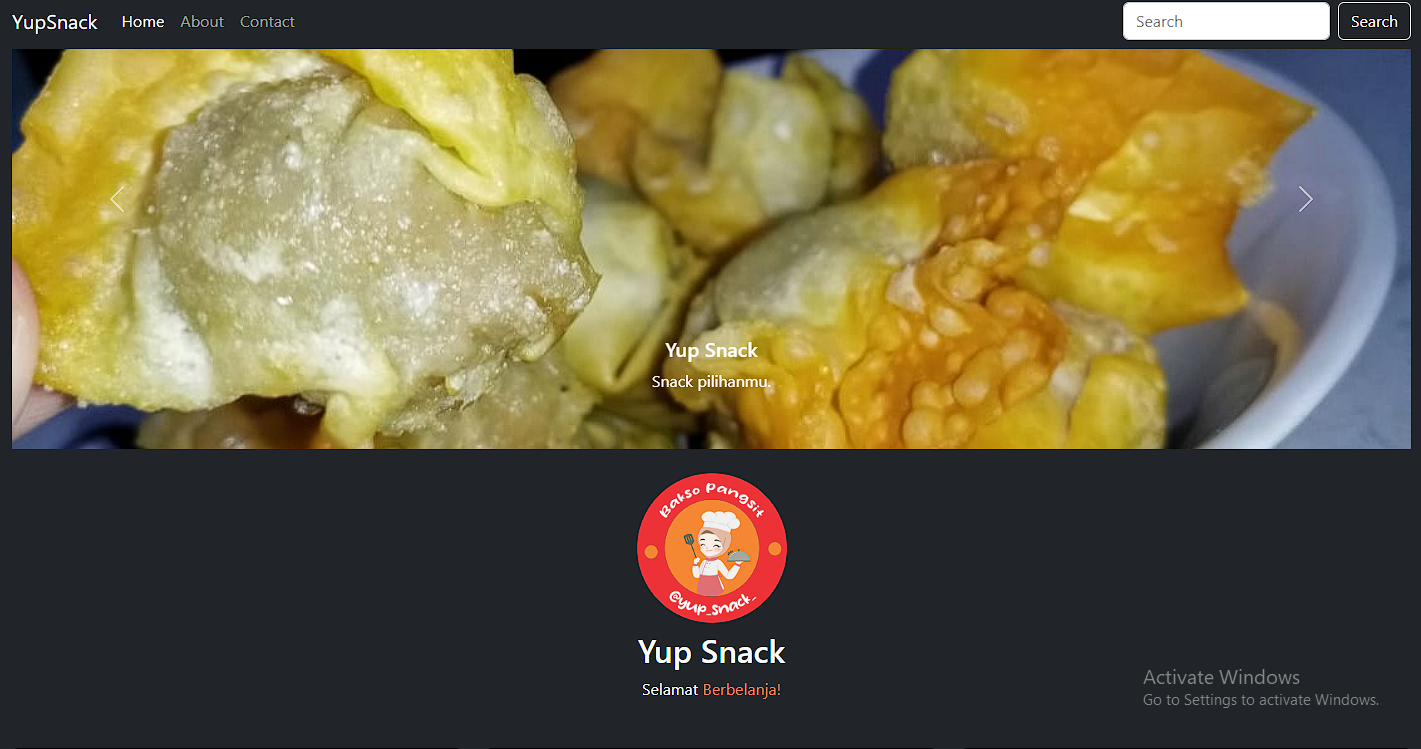 YupSnack Home About Contact Search Search
Yup Snack
Snack pilihanmu.
Bakso Pangsit
@yup_snack_
Yup Snack
Selamat Berbelanja!
Activate Windows
Go to Settings to activate Windows.